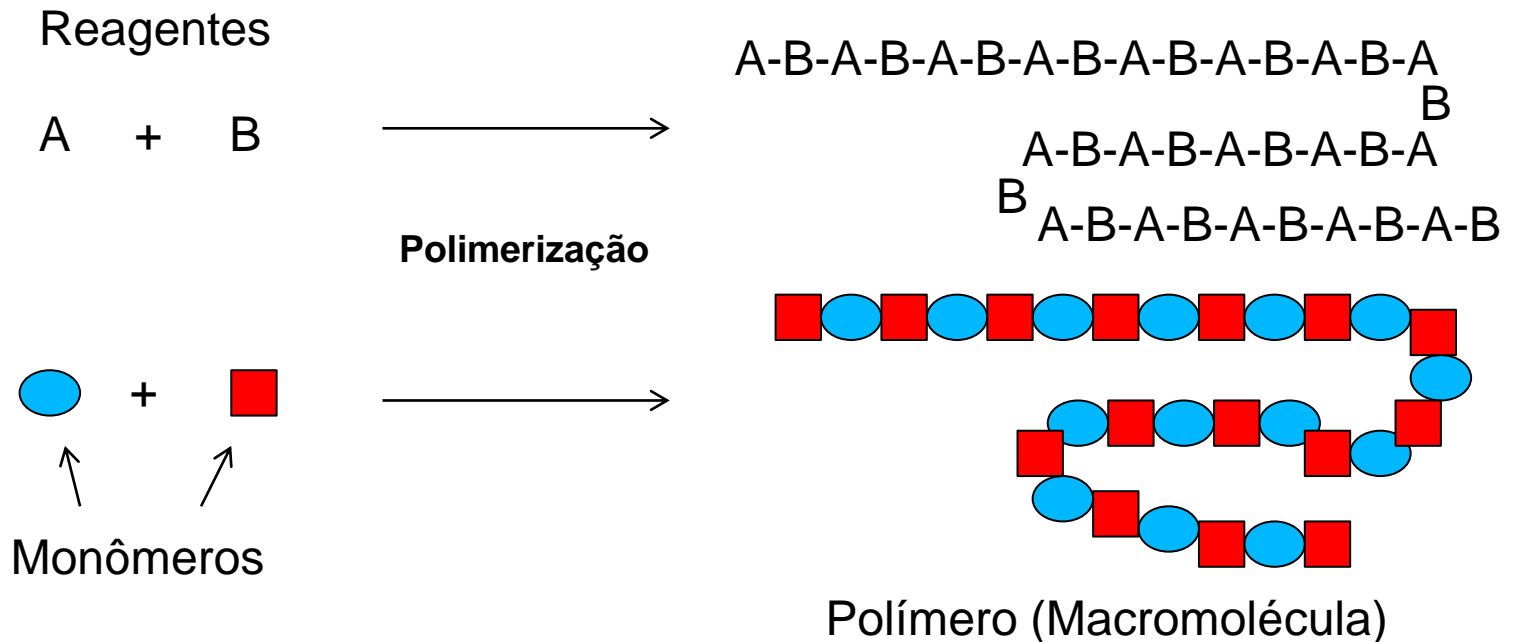 Reagentes
A + B
A-B-A-B-A-B-A-B-A-B-A-B-A-B-A
B
A-B-A-B-A-B-A-B-A
B
A-B-A-B-A-B-A-B-A-B
Polimerização
+
Monômeros
Polímero (Macromolécula)